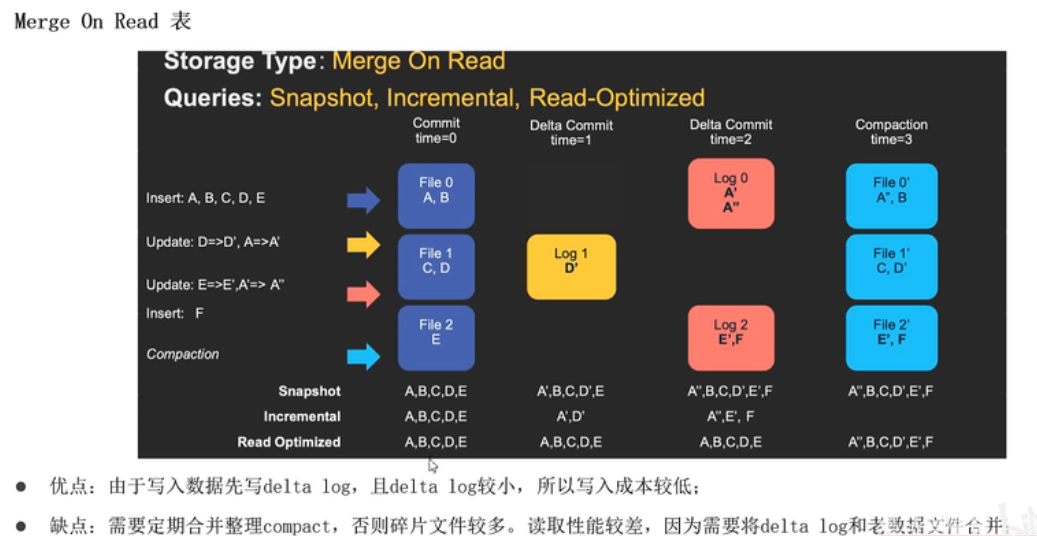 Merge On Read 表
Storage Type: Merge On Read
Queries: Snapshot, Incremental, Read-Optimized
Commit time=0
Delta Commit time=1
Delta Commit time=2
Compaction time=3
Insert: A, B, C, D, E
Update: D=>D', A=>A'
Update: E=>E',A'=> A"
Insert: F
Compaction
File 0
A, B
File 1
C, D
File 2
E
Log 1
D'
Log 0
A'
A"
Log 2
E',F
File 0'
A", B
File 1'
C, D'
File 2'
E', F
Snapshot A,B,C,D,E A',B,C,D',E A",B,C,D',E',F A",B,C,D',E',F
Incremental A,B,C,D,E A',D' A",E', F
Read Optimized A,B,C,D,E A,B,C,D,E A,B,C,D,E A",B,C,D',E',F
● 优点：由于写入数据先写delta log，且delta log较小，所以写入成本较低；
● 缺点：需要定期合并整理compact，否则碎片文件较多。读取性能较差，因为需要将delta log和老数据文件合并